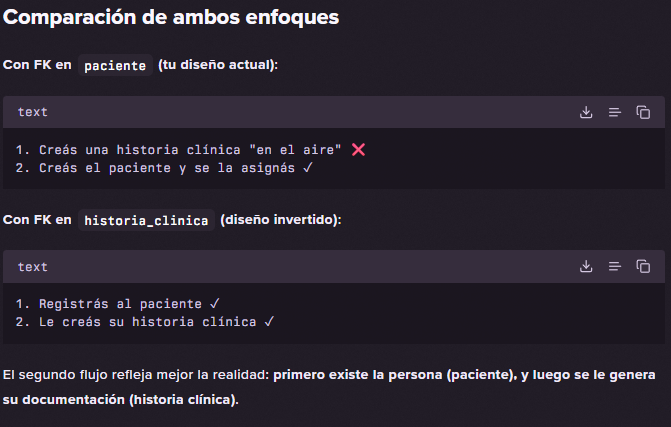 Comparación de ambos enfoques
Con FK en paciente (tu diseño actual):
text
1. Creás una historia clínica "en el aire" ❌
2. Creás el paciente y se la asignás ✓
Con FK en historia_clinica (diseño invertido):
text
1. Registrás al paciente ✓
2. Le creás su historia clínica ✓
El segundo flujo refleja mejor la realidad: primero existe la persona (paciente), y luego se le genera
su documentación (historia clínica).